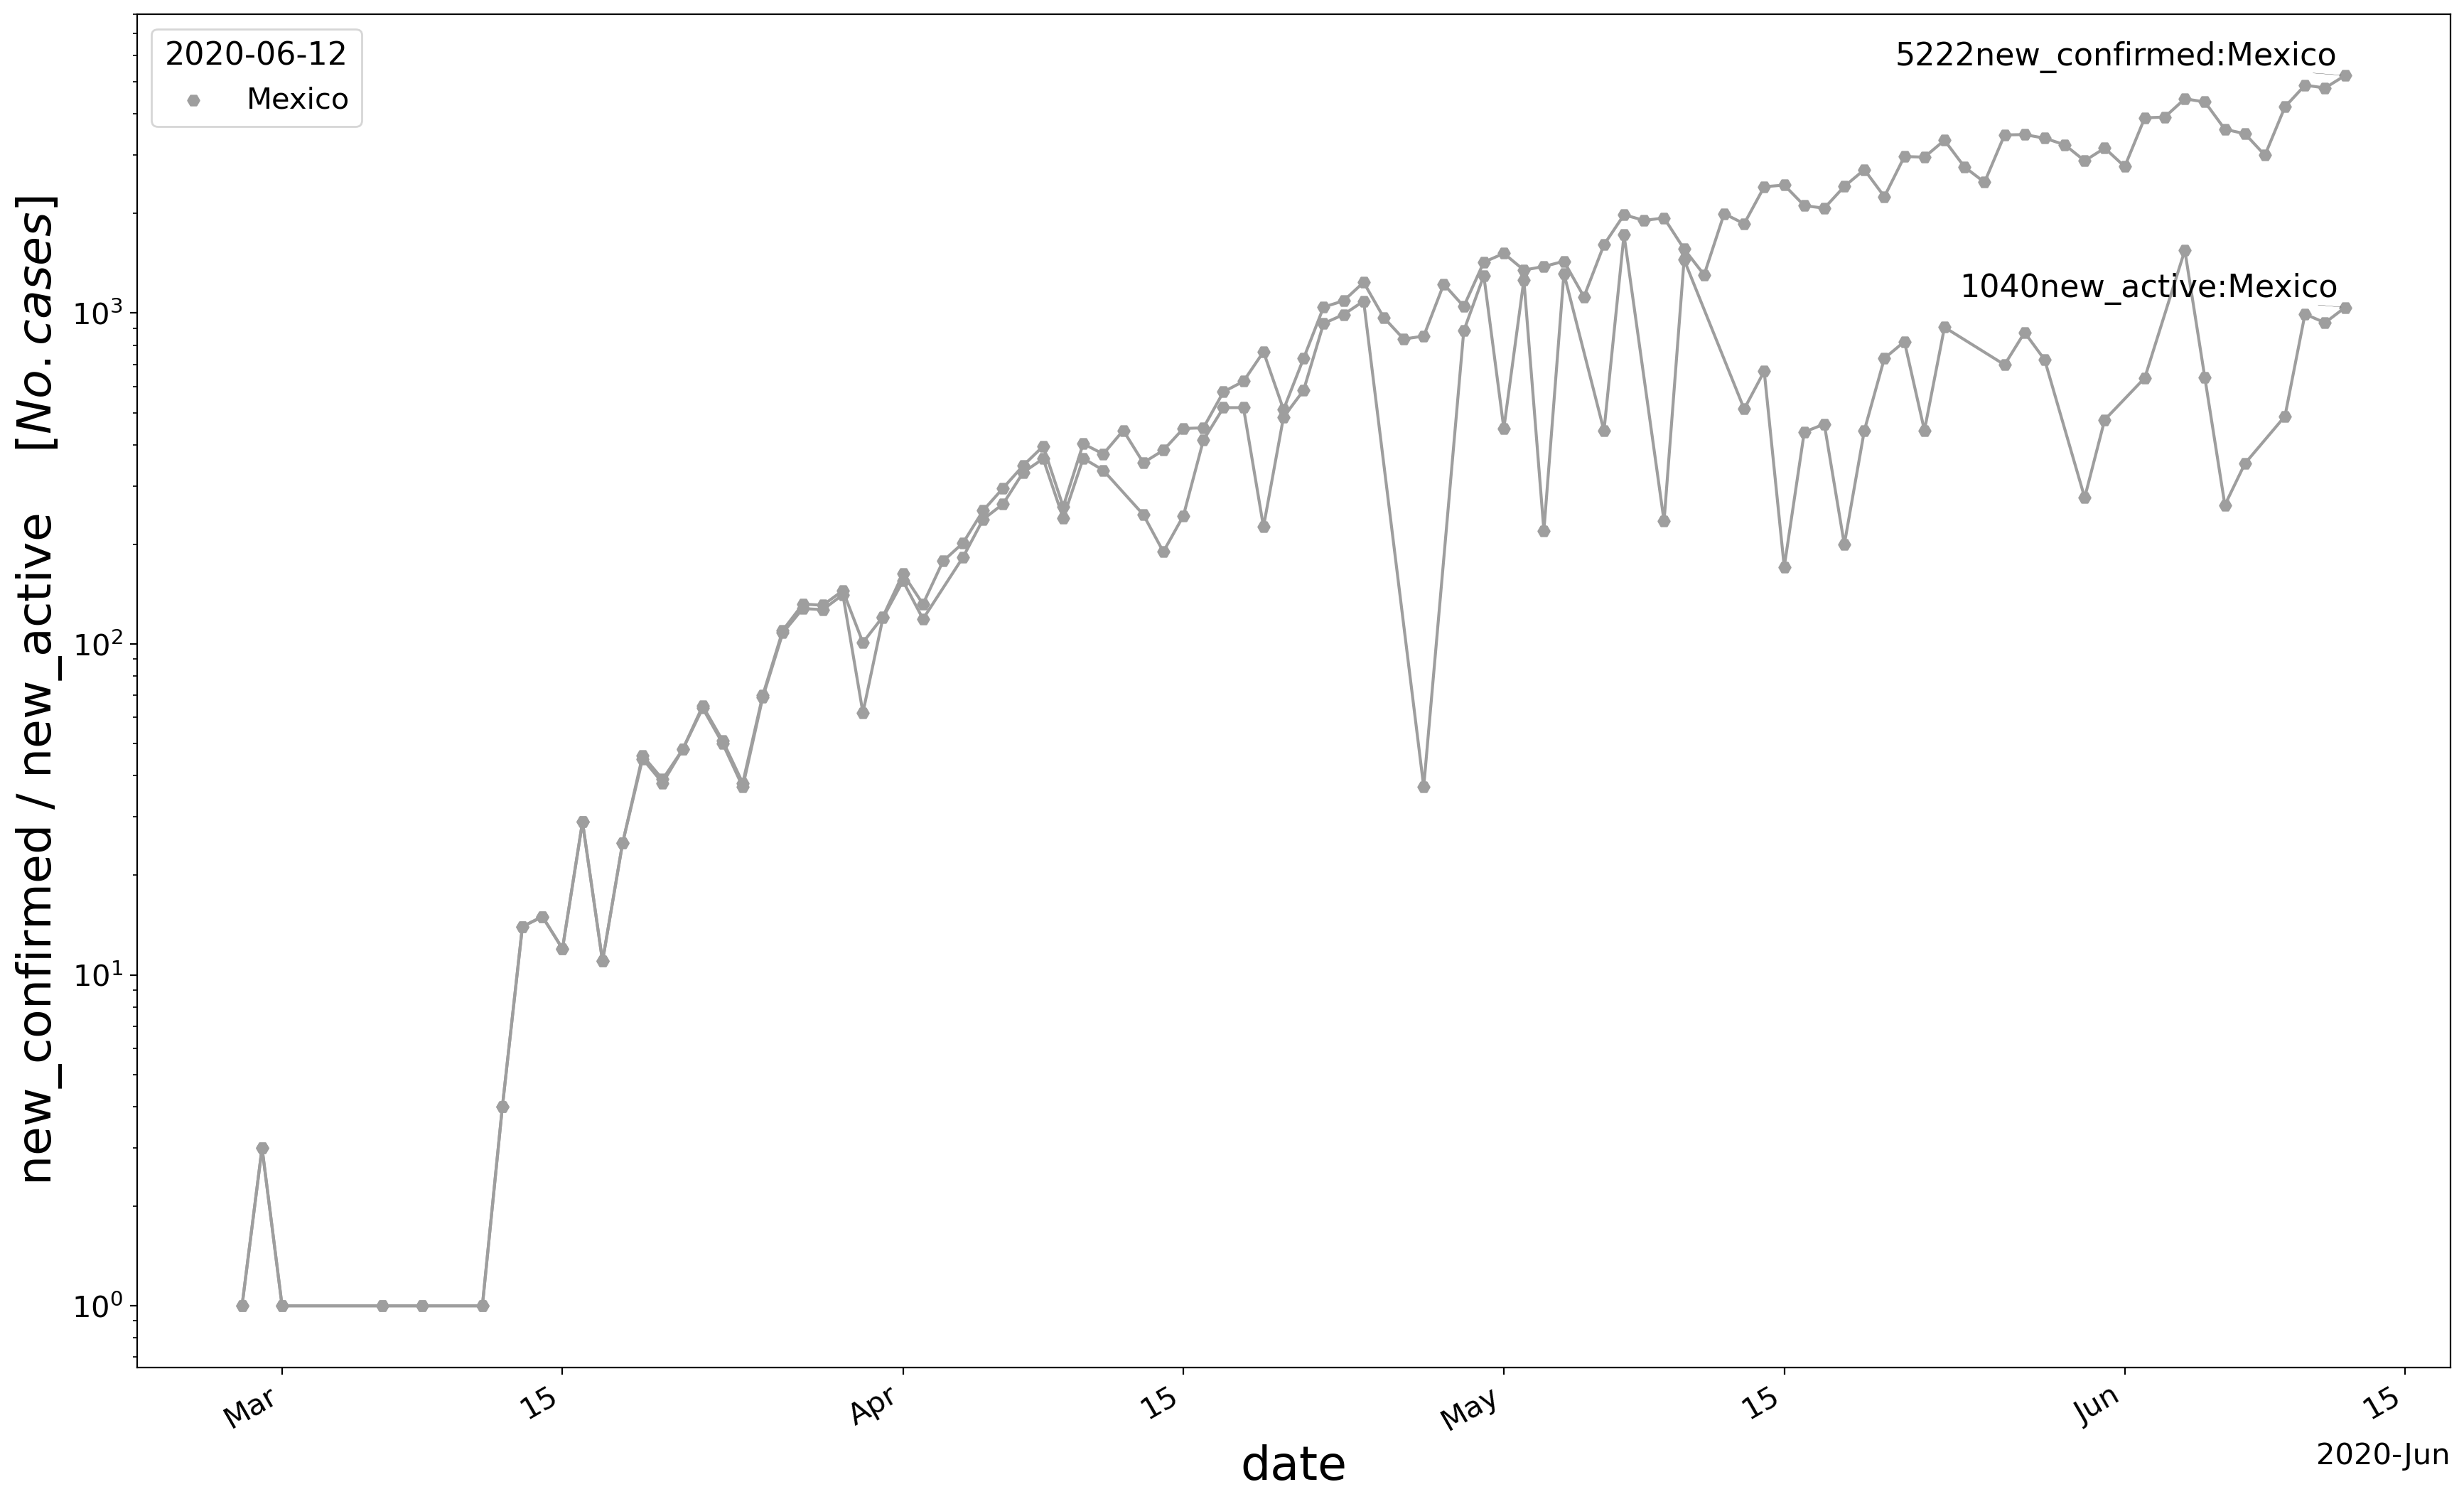 2020-06-12
Mexico
5222new_confirmed:Mexico
1040new_active:Mexico
new_confirmed / new_active [No.cases]
10³
10²
10¹
10⁰
Mar
15
Apr
15
May
15
Jun
15
date
2020-Jun